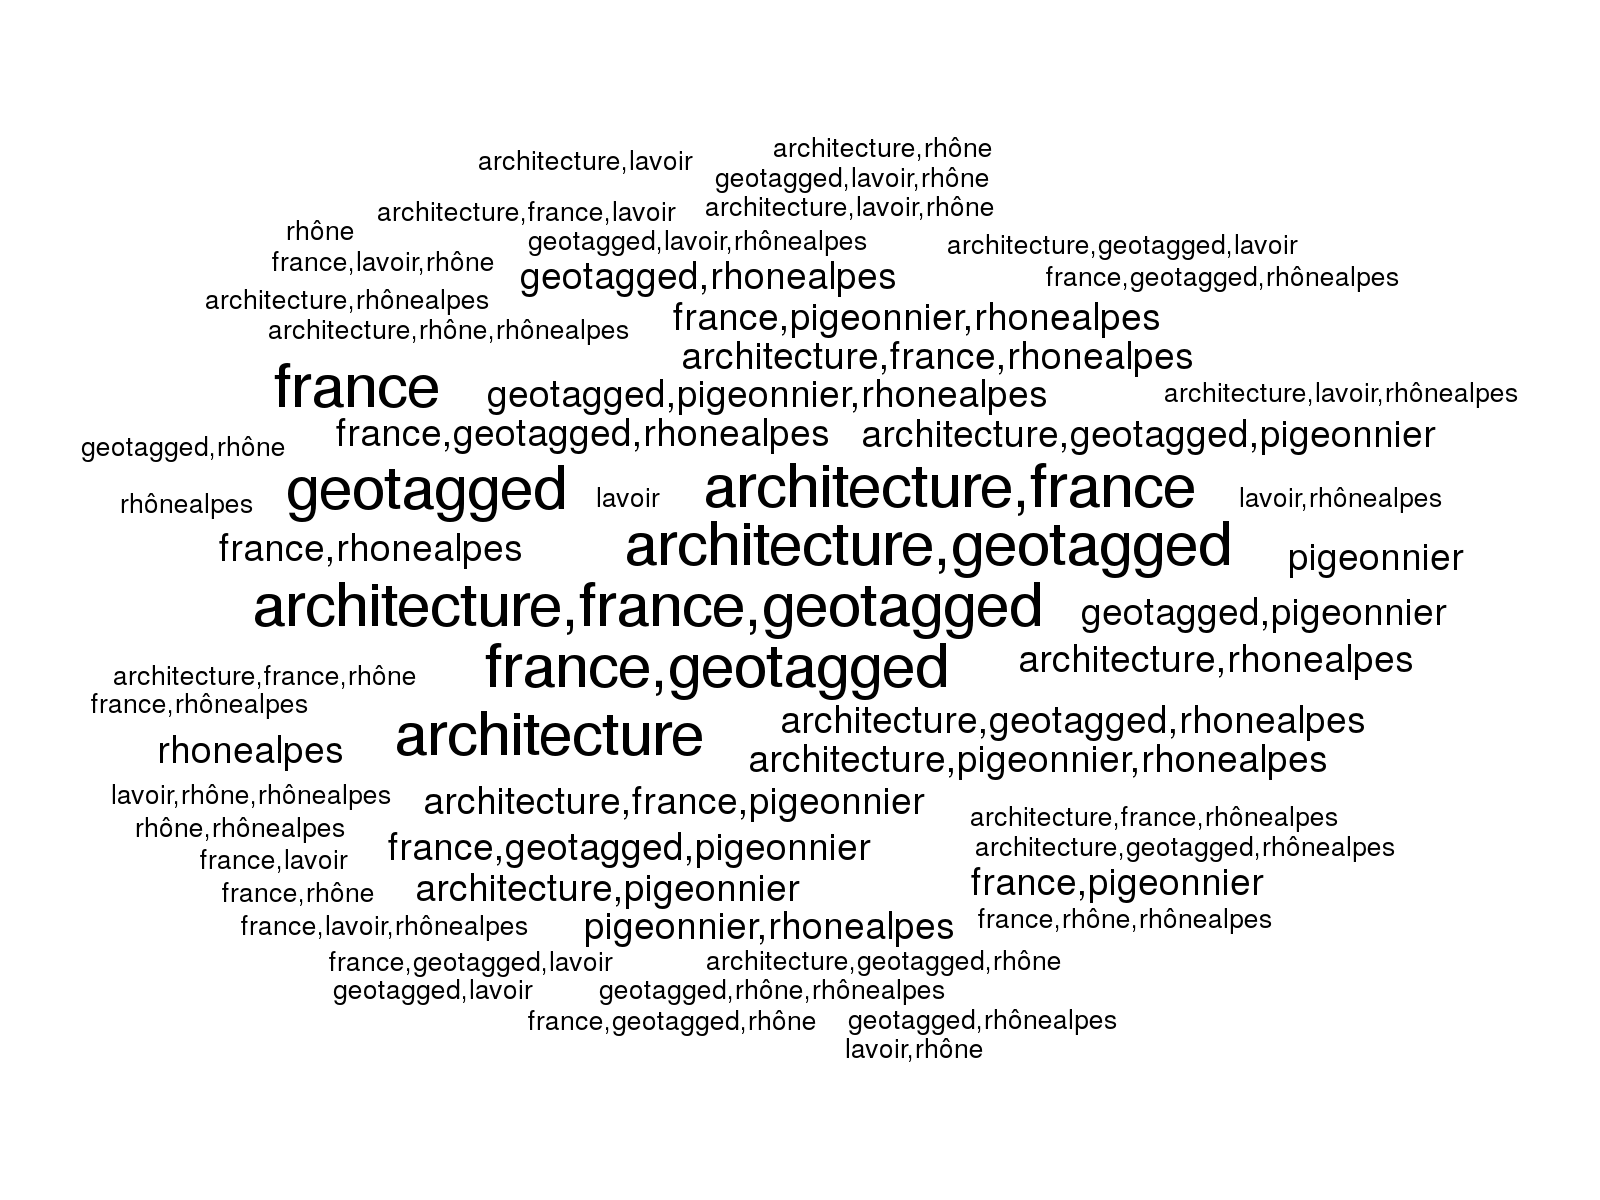 architecture,rhône
architecture,lavoir
geotagged,lavoir,rhône
architecture,france,lavoir
architecture,lavoir,rhône
rhône
geotagged,lavoir,rhônealpes
architecture,geotagged,lavoir
france,lavoir,rhône
geotagged,rhonealpes
france,geotagged,rhônealpes
architecture,rhônealpes
france,pigeonnier,rhonealpes
architecture,rhône,rhônealpes
architecture,france,rhonealpes
france
geotagged,pigeonnier,rhonealpes
architecture,lavoir,rhônealpes
geotagged,rhône
france,geotagged,rhonealpes
architecture,geotagged,pigeonnier
rhônealpes
geotagged
lavoir
architecture,france
lavoir,rhônealpes
france,rhonealpes
architecture,geotagged
pigeonnier
architecture,france,geotagged
geotagged,pigeonnier
architecture,france,rhône
france,geotagged
architecture,rhonealpes
france,rhônealpes
rhonealpes
architecture
architecture,geotagged,rhonealpes
architecture,pigeonnier,rhonealpes
lavoir,rhône,rhônealpes
architecture,france,pigeonnier
architecture,france,rhônealpes
rhône,rhônealpes
france,geotagged,pigeonnier
architecture,geotagged,rhônealpes
france,lavoir
france,rhône
architecture,pigeonnier
france,pigeonnier
france,lavoir,rhônealpes
pigeonnier,rhonealpes
france,rhône,rhônealpes
france,geotagged,lavoir
architecture,geotagged,rhône
geotagged,lavoir
geotagged,rhône,rhônealpes
france,geotagged,rhône
geotagged,rhônealpes
lavoir,rhône